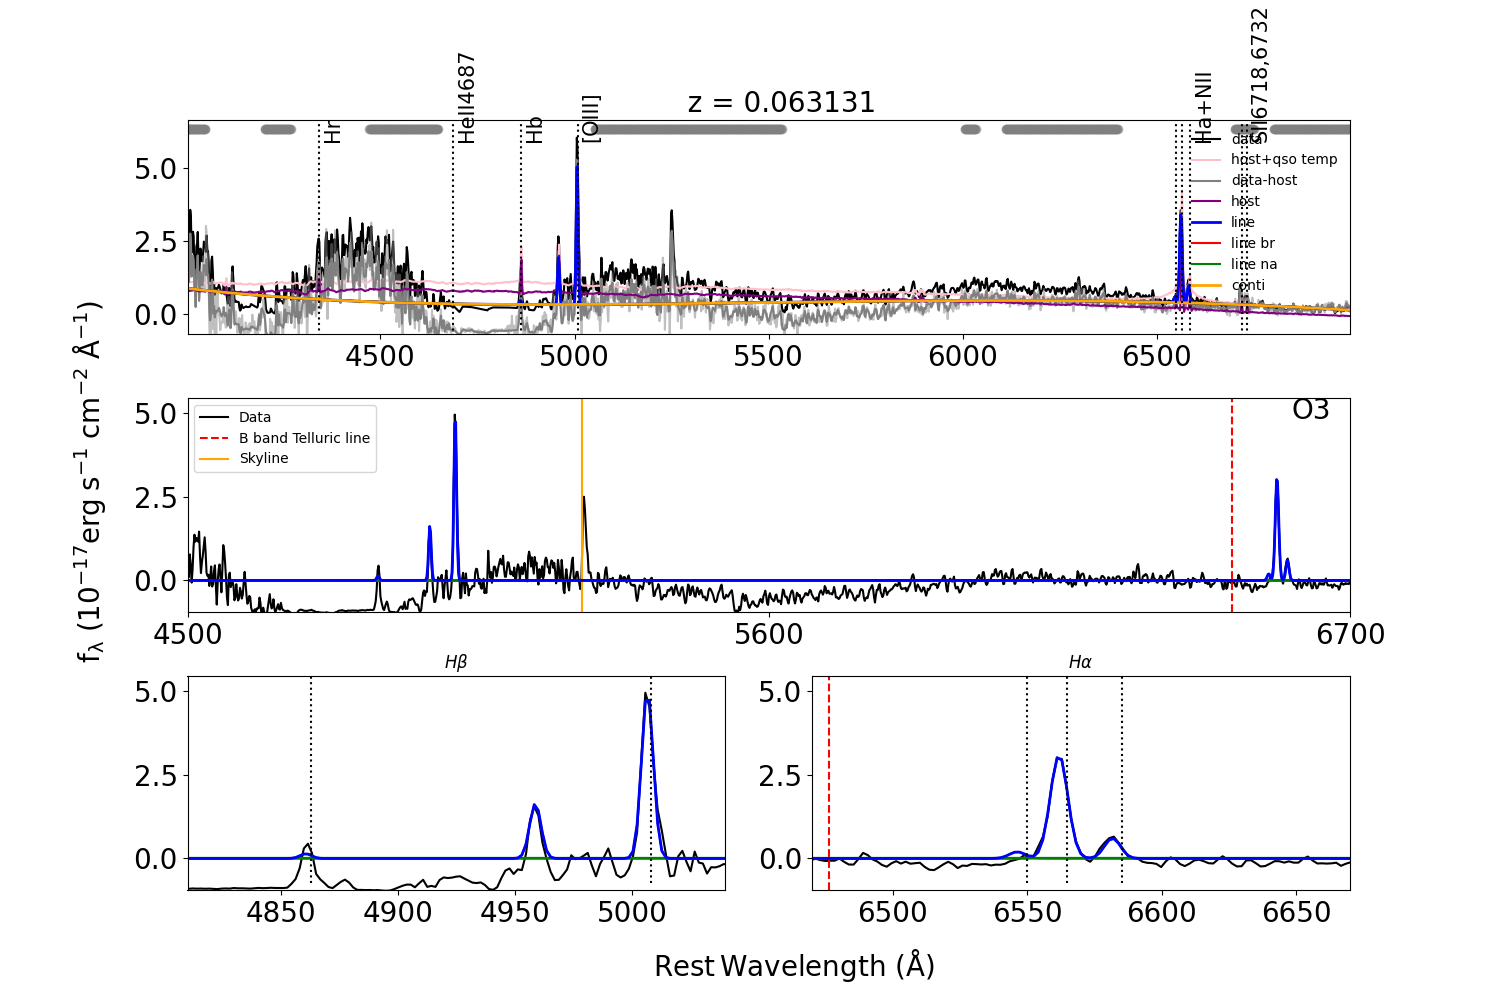 z = 0.063131
Hr
HeII4687
Hb
[OIII]
Ha+NII
SII6718,6732
5.0
2.5
0.0
data
host+qso temp
data-host
host
line
line br
line na
conti
4500 5000 5500 6000 6500
fλ (10⁻¹⁷erg s⁻¹ cm⁻² Å⁻¹)
O3
5.0
2.5
0.0
Data
B band Telluric line
Skyline
4500 5600 6700
Hβ
5.0
2.5
0.0
4850 4900 4950 5000
Hα
5.0
2.5
0.0
6500 6550 6600 6650
Rest Wavelength (Å)